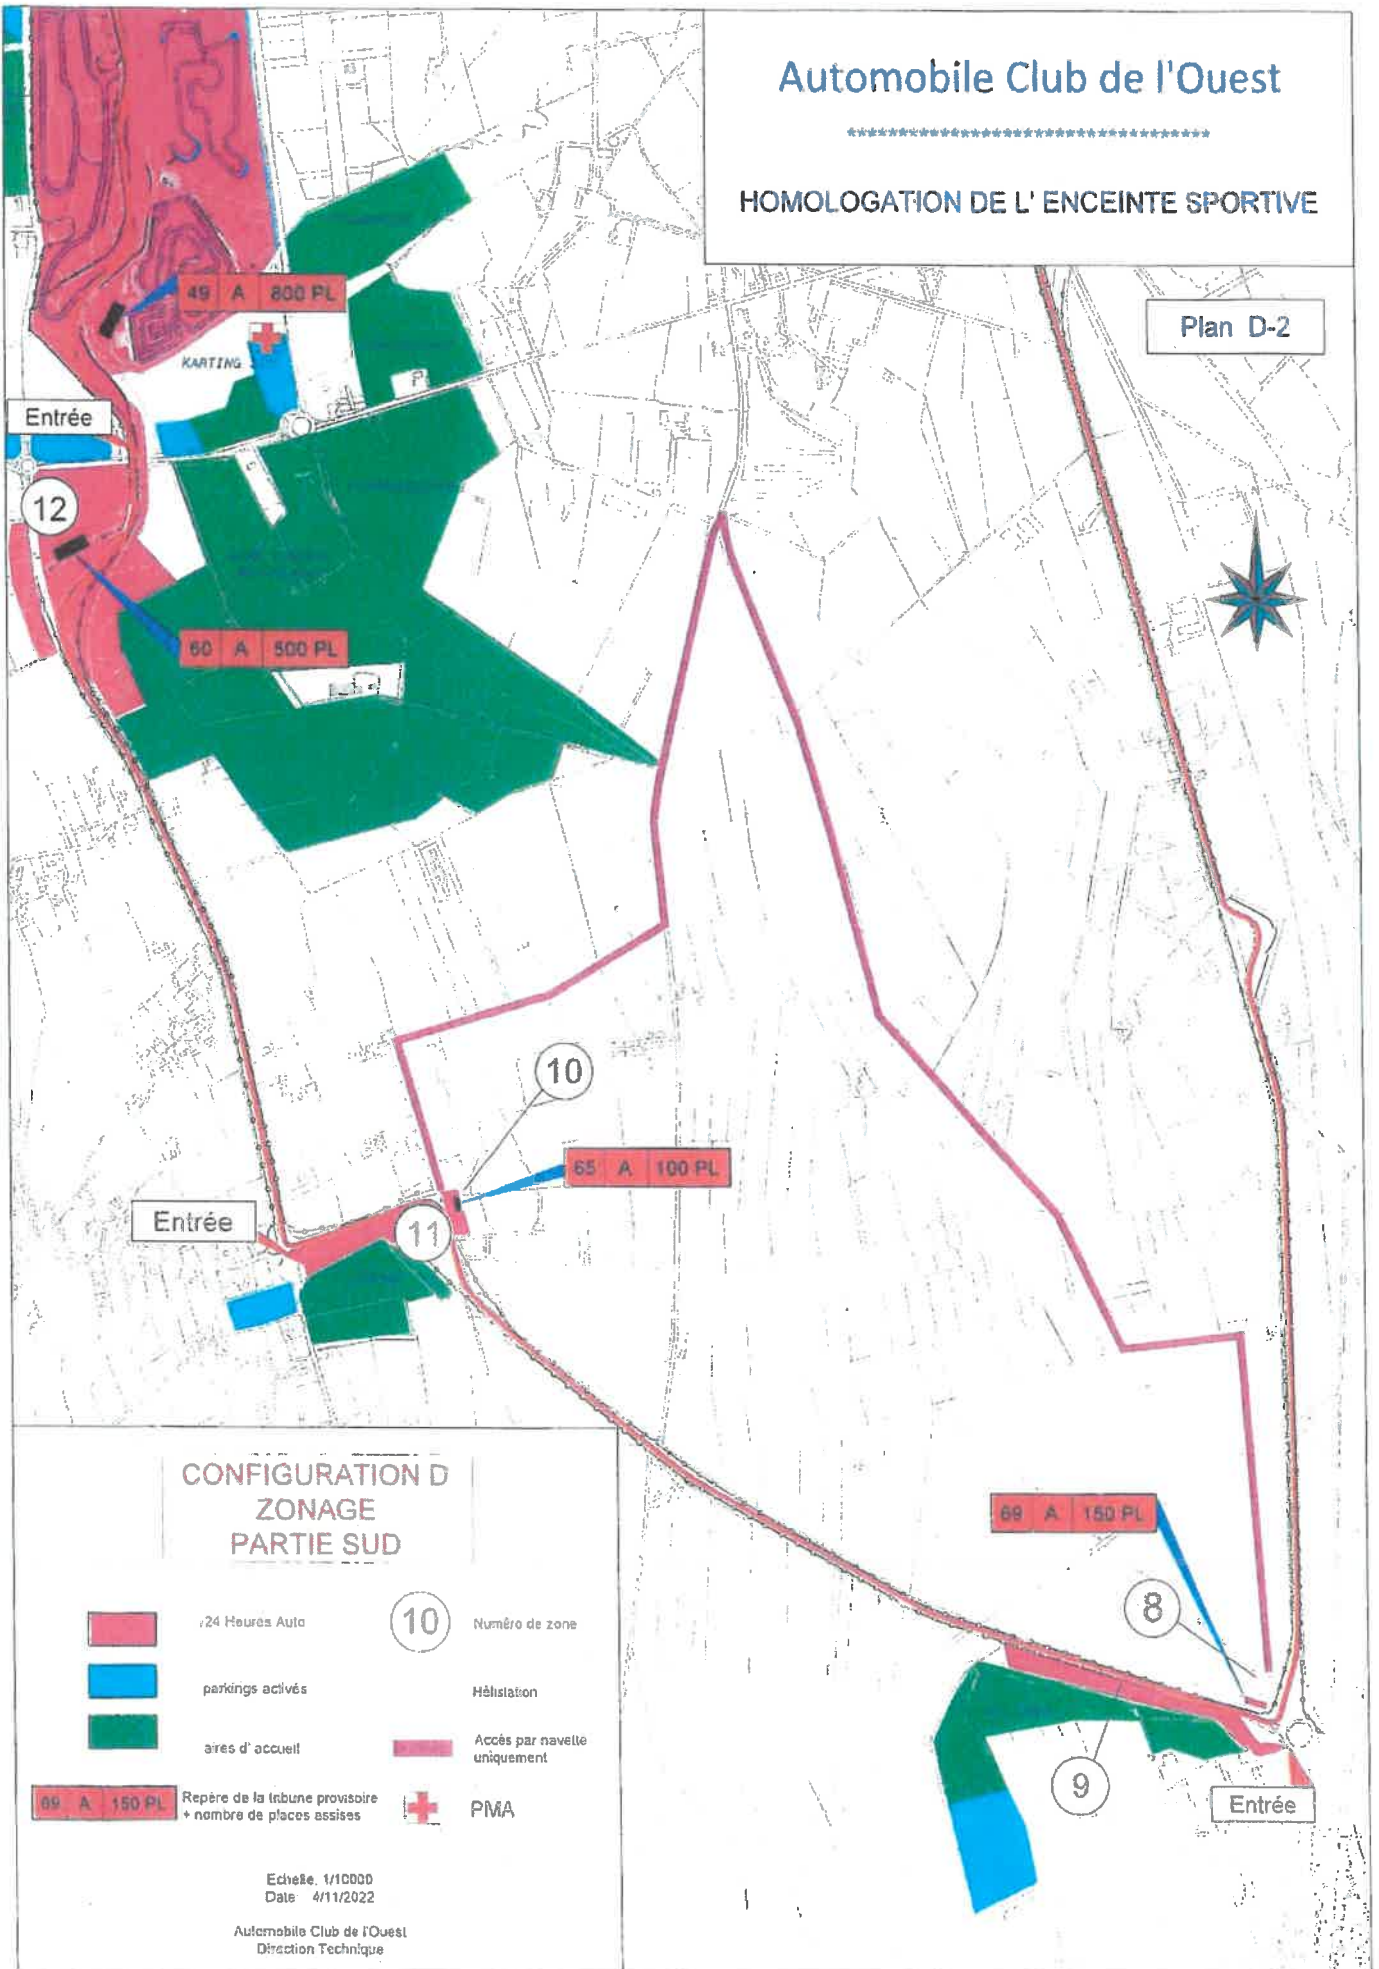 Automobile Club de l'Ouest
***********************************
HOMOLOGATION DE L' ENCEINTE SPORTIVE
Plan D-2
49 A 800 PL
KARTING
Entrée
12
60 A 500 PL
10
65 A 100 PL
Entrée
11
69 A 150 PL
8
9
Entrée
CONFIGURATION D
ZONAGE
PARTIE SUD
24 Heures Auto
10 Numéro de zone
parkings activés
Hélistation
aires d' accueil
Accès par navette
uniquement
69 A 150 PL
Repère de la tribune provisoire
+ nombre de places assises
PMA
Echelle. 1/10000
Date 4/11/2022
Automobile Club de l'Ouest
Direction Technique